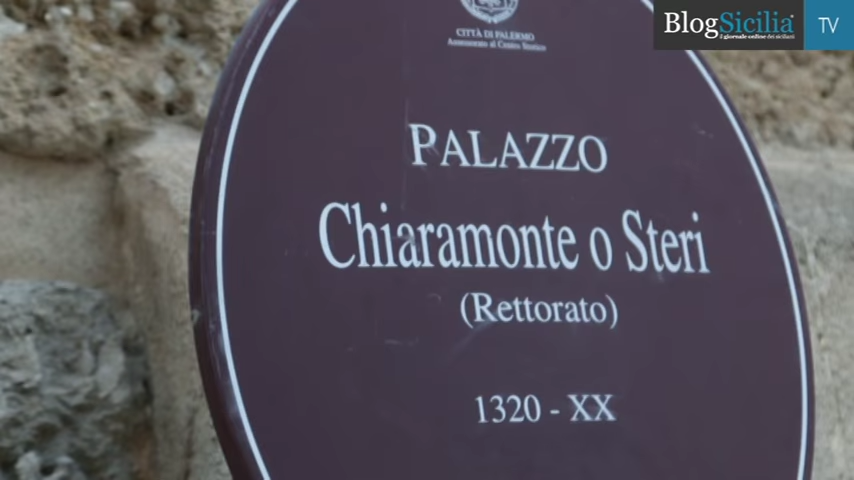 BlogSicilia
il giornale online dei siciliani
TV
CITTÀ DI PALERMO
Assessorato al Centro Storico
PALAZZO
Chiaramonte o Steri
(Rettorato)
1320 - XX